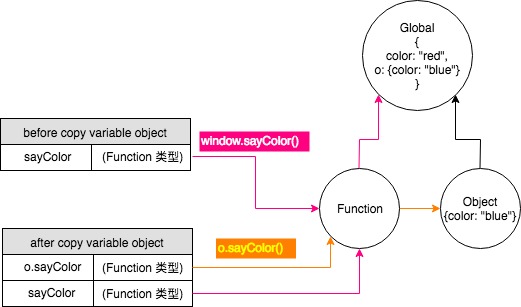 Global
{
color: "red",
o: {color: "blue"}
}
before copy variable object
sayColor (Function 类型)
window.sayColor()
Function
Object
{color: "blue"}
after copy variable object
o.sayColor (Function 类型)
o.sayColor()
sayColor (Function 类型)